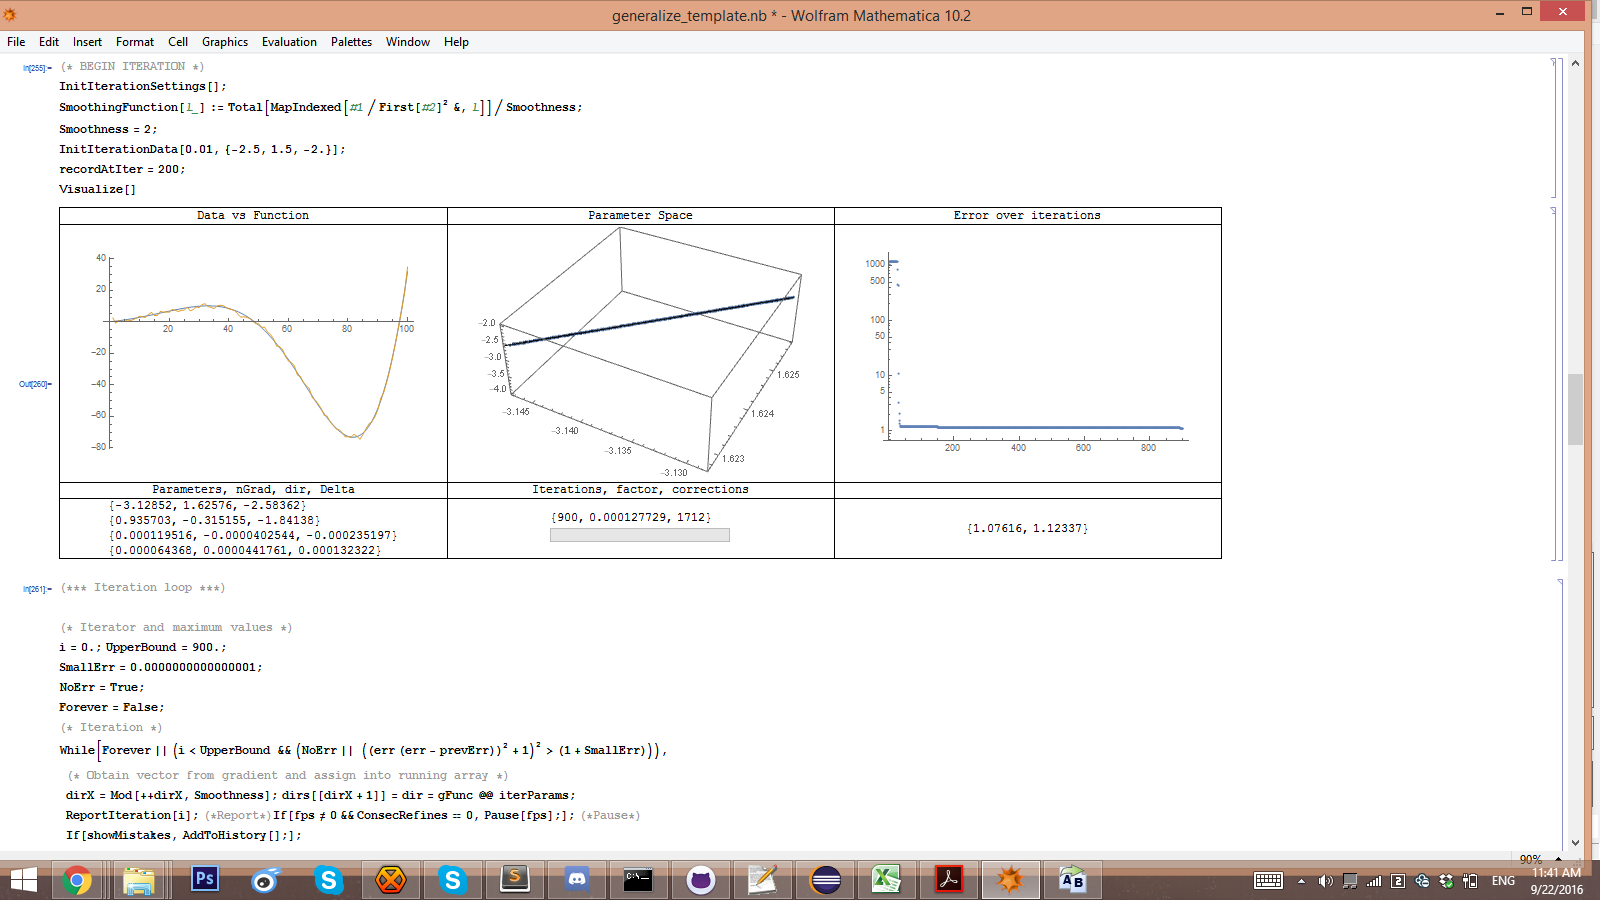 generalize_template.nb * - Wolfram Mathematica 10.2
File Edit Insert Format Cell Graphics Evaluation Palettes Window Help
In[255]:= (* BEGIN ITERATION *)
InitIterationSettings[];
SmoothingFunction[L_] := Total[MapIndexed[#1 / First[#2]² &, L]] / Smoothness;
Smoothness = 2;
InitIterationData[0.01, {-2.5, 1.5, -2.}];
recordAtIter = 200;
Visualize[]
Data vs Function Parameter Space Error over iterations
40
20
-20
-40
-60
-80
20 40 60 80 100
-2.0
-2.5
-3.0
-3.5
-4.0
-3.145
-3.140
-3.135
-3.130
1.625
1.624
1.623
1000
500
100
50
10
5
1
200 400 600 800
Out[260]=
Parameters, nGrad, dir, Delta Iterations, factor, corrections
{-3.12852, 1.62576, -2.58362}
{0.935703, -0.315155, -1.84138}
{0.000119516, -0.0000402544, -0.000235197}
{0.000064368, 0.0000441761, 0.000132322}
{900, 0.000127729, 1712}
{1.07616, 1.12337}
In[261]:= (*** Iteration loop ***)
(* Iterator and maximum values *)
i = 0.; UpperBound = 900.;
SmallErr = 0.0000000000000001;
NoErr = True;
Forever = False;
(* Iteration *)
While[Forever || (i < UpperBound && (NoErr || ((err (err - prevErr))² + 1)² > (1 + SmallErr))),
(* Obtain vector from gradient and assign into running array *)
dirX = Mod[++dirX, Smoothness]; dirs[[dirX + 1]] = dir = gFunc @@ iterParams;
ReportIteration[i]; (*Report*)If[fps ≠ 0 && ConsecRefines == 0, Pause[fps];]; (*Pause*)
If[showMistakes, AddToHistory[];];
90%
Ps
C:\_
A B
ENG
11:41 AM
9/22/2016